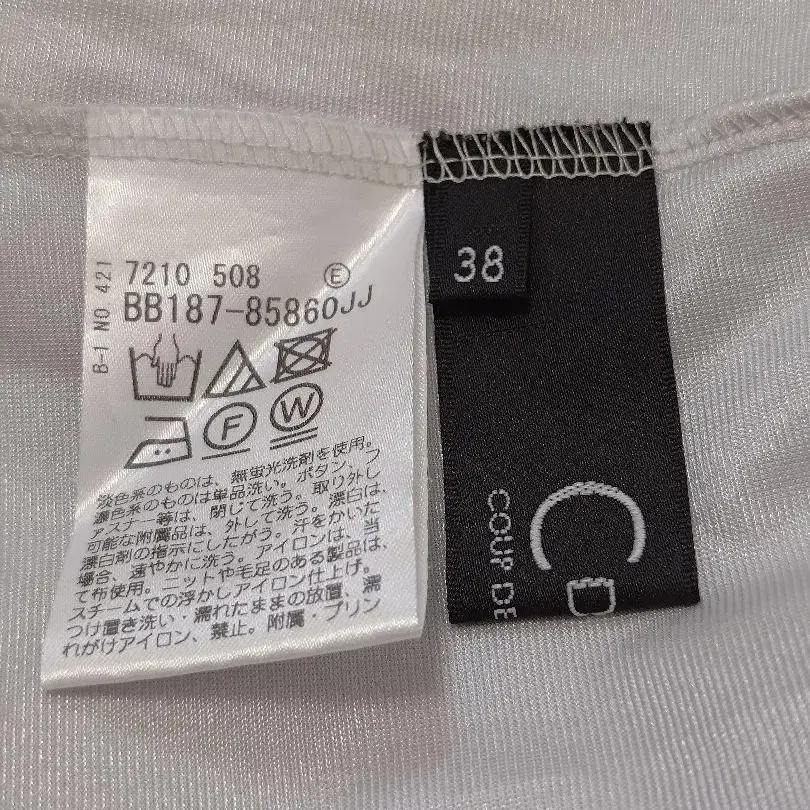 B-1 NO 421
7210 508 Ⓔ
BB187-85860JJ
F W
淡色系のものは、無蛍光洗剤を使用。
濃色系のものは単品洗い。ボタン、フ
ァスナー等は、閉じて洗う。取り外し
可能な附属品は、外して洗う。漂白は、
漂白剤の指示にしたがう。汗をかいた
場合、速やかに洗う。アイロンは、当
て布使用。ニットや毛足のある製品は、
スチームでの浮かしアイロン仕上げ。
つけ置き洗い・濡れたままの放置、濡
れがけアイロン、禁止。附属・プリン
38
COUP DE
C D